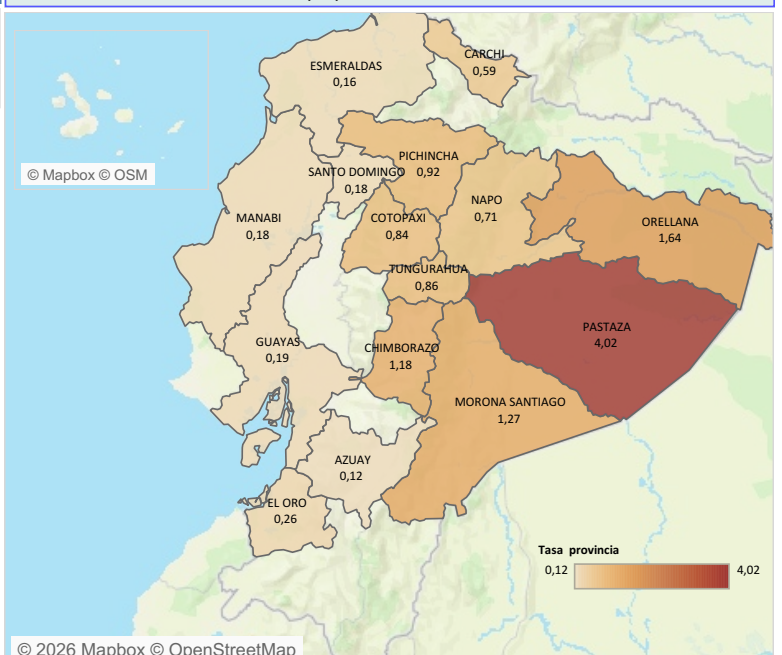 ESMERALDAS
0,16
CARCHI
0,59
© Mapbox © OSM
PICHINCHA
0,92
SANTO DOMINGO
0,18
NAPO
0,71
MANABI
0,18
COTOPAXI
0,84
ORELLANA
1,64
TUNGURAHUA
0,86
PASTAZA
4,02
GUAYAS
0,19
CHIMBORAZO
1,18
MORONA SANTIAGO
1,27
AZUAY
0,12
EL ORO
0,26
Tasa provincia
0,12 4,02
© 2026 Mapbox © OpenStreetMap